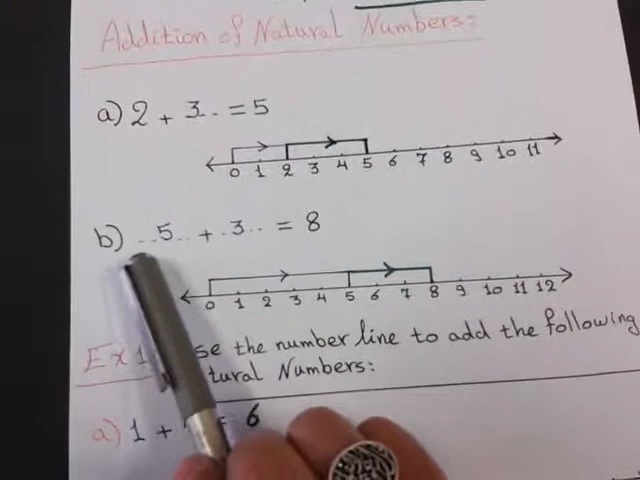 Addition of Natural Numbers:
a) 2 + 3.. = 5
0 1 2 3 4 5 6 7 8 9 10 11
b) ..5.. + .3.. = 8
0 1 2 3 4 5 6 7 8 9 10 11 12
Ex 1 se the number line to add the following
tural Numbers:
a) 1 + = 6